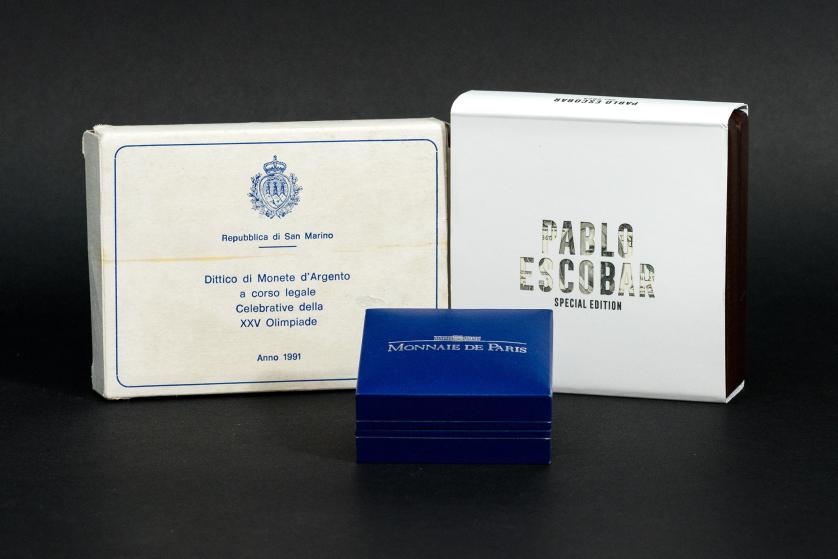 Repubblica di San Marino
Dittico di Monete d'Argento
a corso legale
Celebrative della
XXV Olimpiade
Anno 1991
PABLO ESCOBAR
PABLO
ESCOBAR
SPECIAL EDITION
MONNAIE DE PARIS